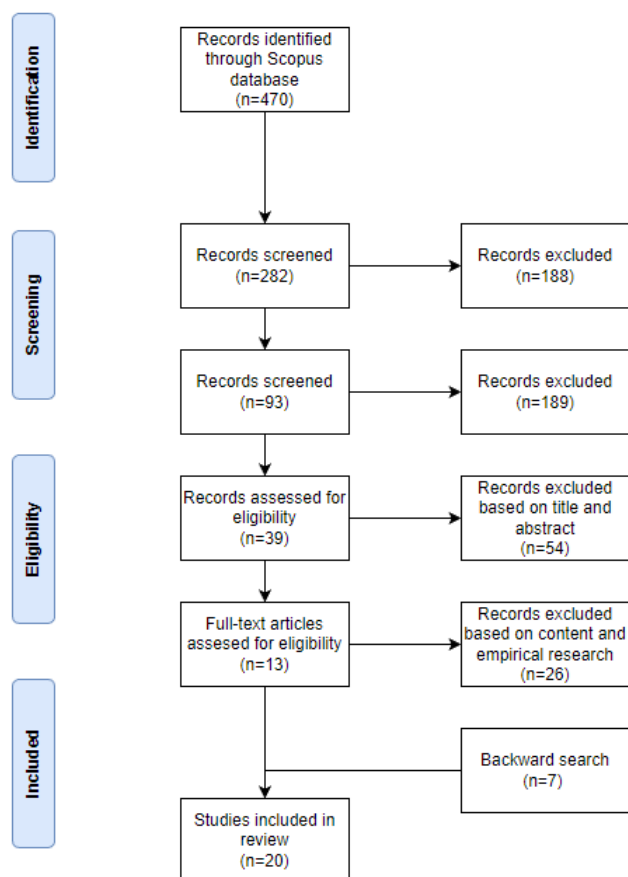 Identification
Records identified
through Scopus
database
(n=470)
Screening
Records screened
(n=282)
Records excluded
(n=188)
Records screened
(n=93)
Records excluded
(n=189)
Eligibility
Records assessed for
eligibility
(n=39)
Records excluded
based on title and
abstract
(n=54)
Full-text articles
assesed for eligibility
(n=13)
Records excluded
based on content and
empirical research
(n=26)
Included
Backward search
(n=7)
Studies included in
review
(n=20)